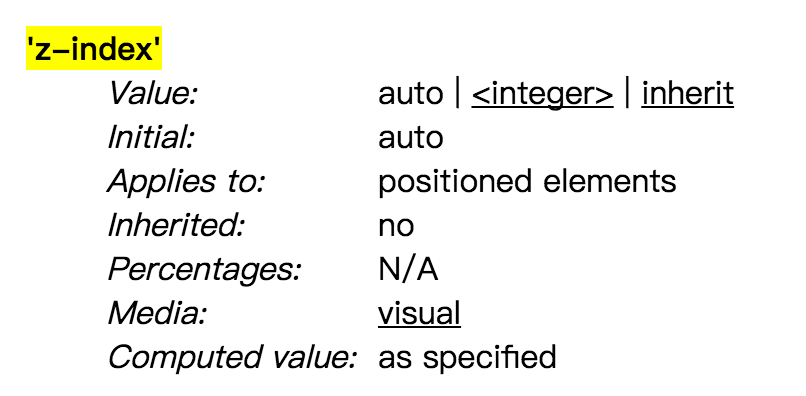 'z-index'
Value: auto | <integer> | inherit
Initial: auto
Applies to: positioned elements
Inherited: no
Percentages: N/A
Media: visual
Computed value: as specified